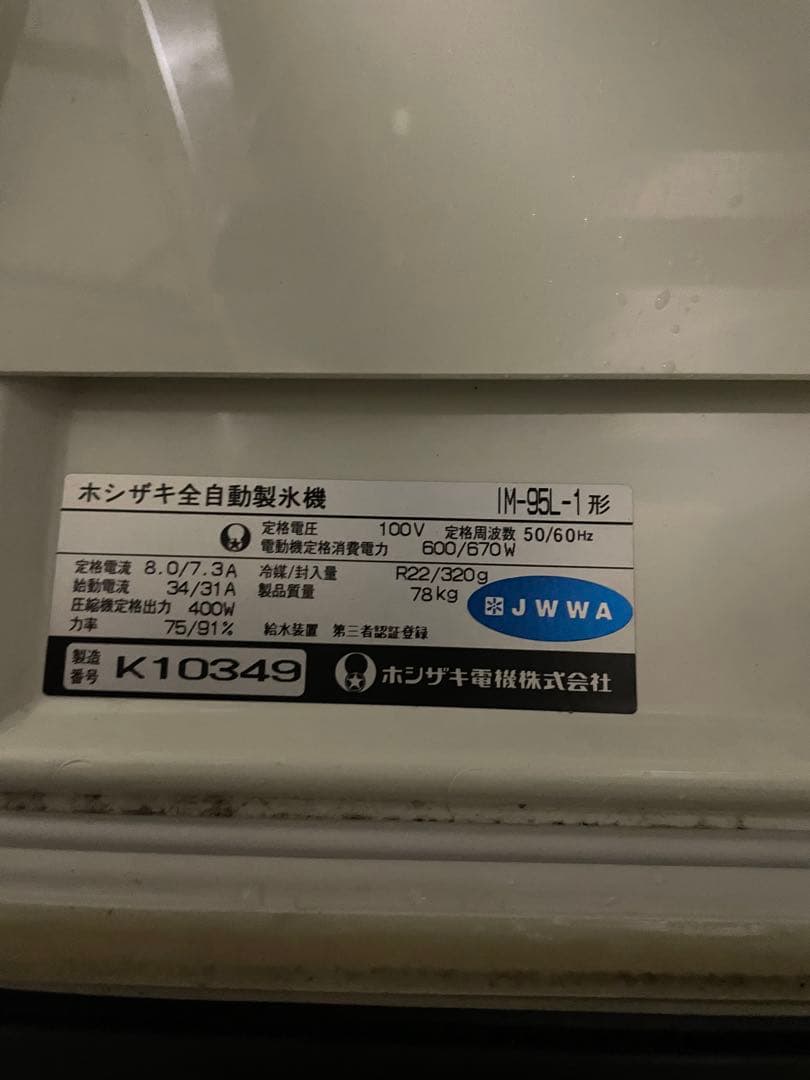 ホシザキ全自動製氷機 IM-95L-1形
定格電圧 100V 定格周波数 50/60Hz
電動機定格消費電力 600/670W
定格電流 8.0/7.3A 冷媒/封入量 R22/320g
始動電流 34/31A 製品質量 78kg
圧縮機定格出力 400W
JWWA
力率 75/91% 給水装置 第三者認証登録
製造番号 K10349 ホシザキ電機株式会社